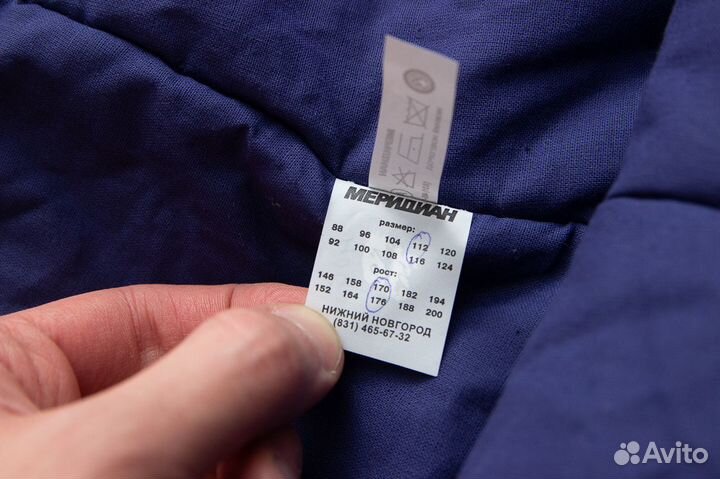 МЕРИДИАН
размер:
88 96 104 112 120
92 100 108 116 124
рост:
146 158 170 182 194
152 164 176 188 200
НИЖНИЙ НОВГОРОД
(831) 465-67-32
Avito